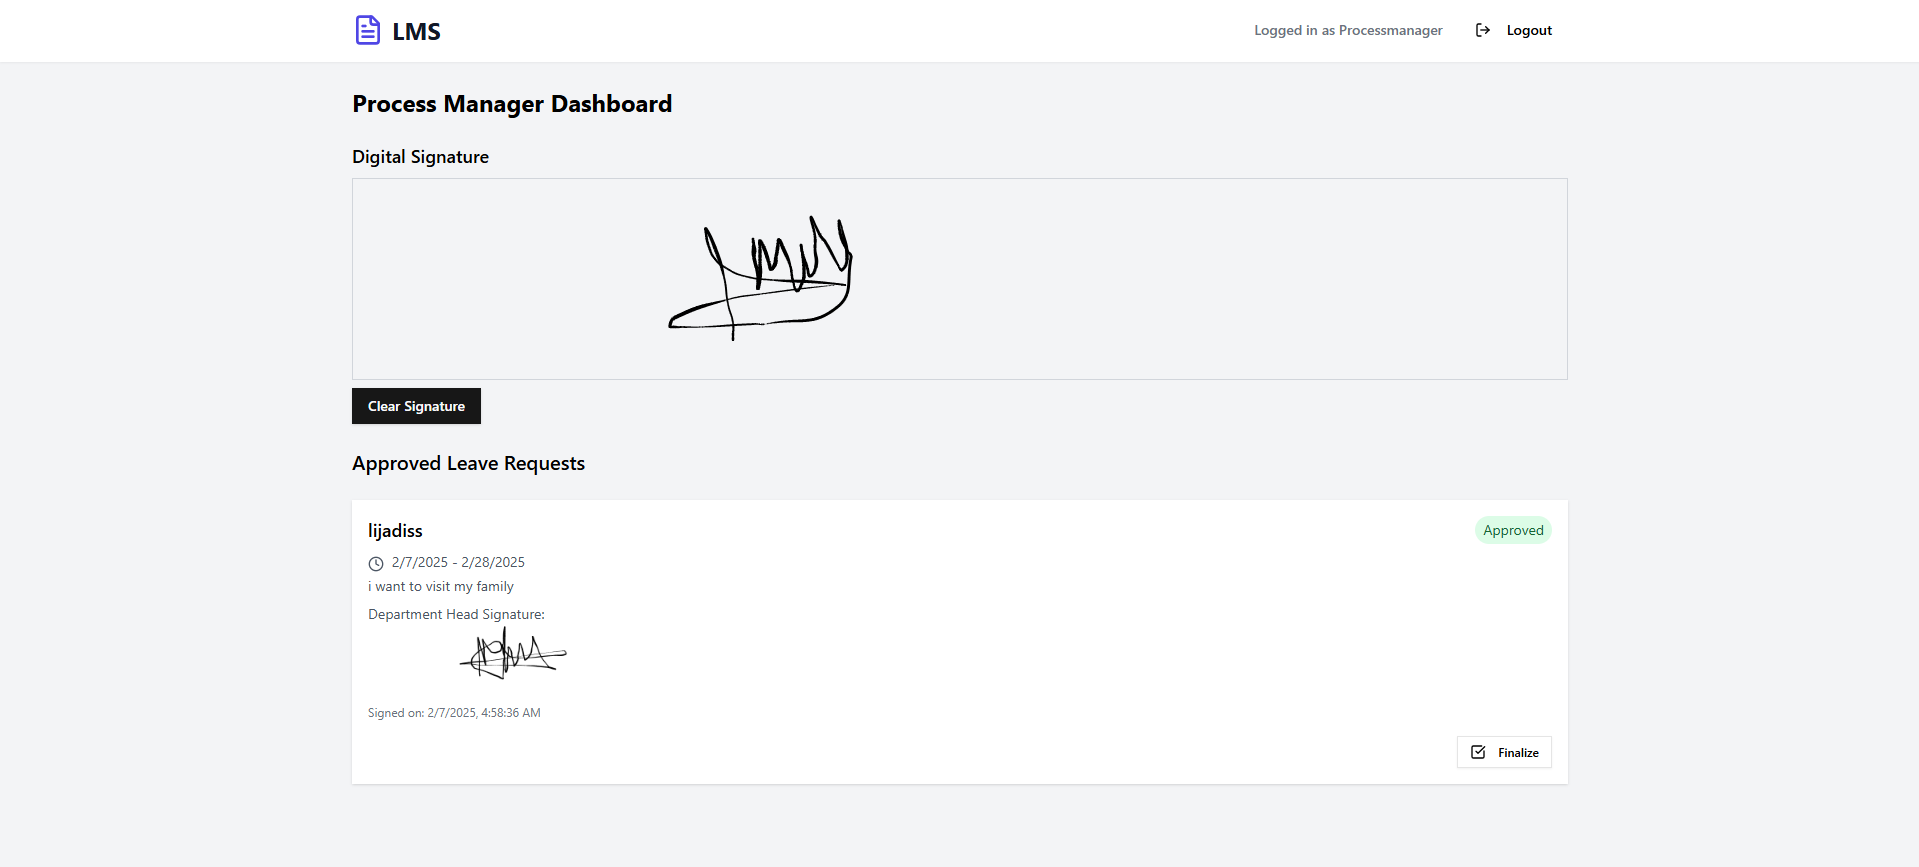 LMS
Logged in as Processmanager
Logout
Process Manager Dashboard
Digital Signature
Clear Signature
Approved Leave Requests
lijadiss
Approved
2/7/2025 - 2/28/2025
i want to visit my family
Department Head Signature:
Signed on: 2/7/2025, 4:58:36 AM
Finalize